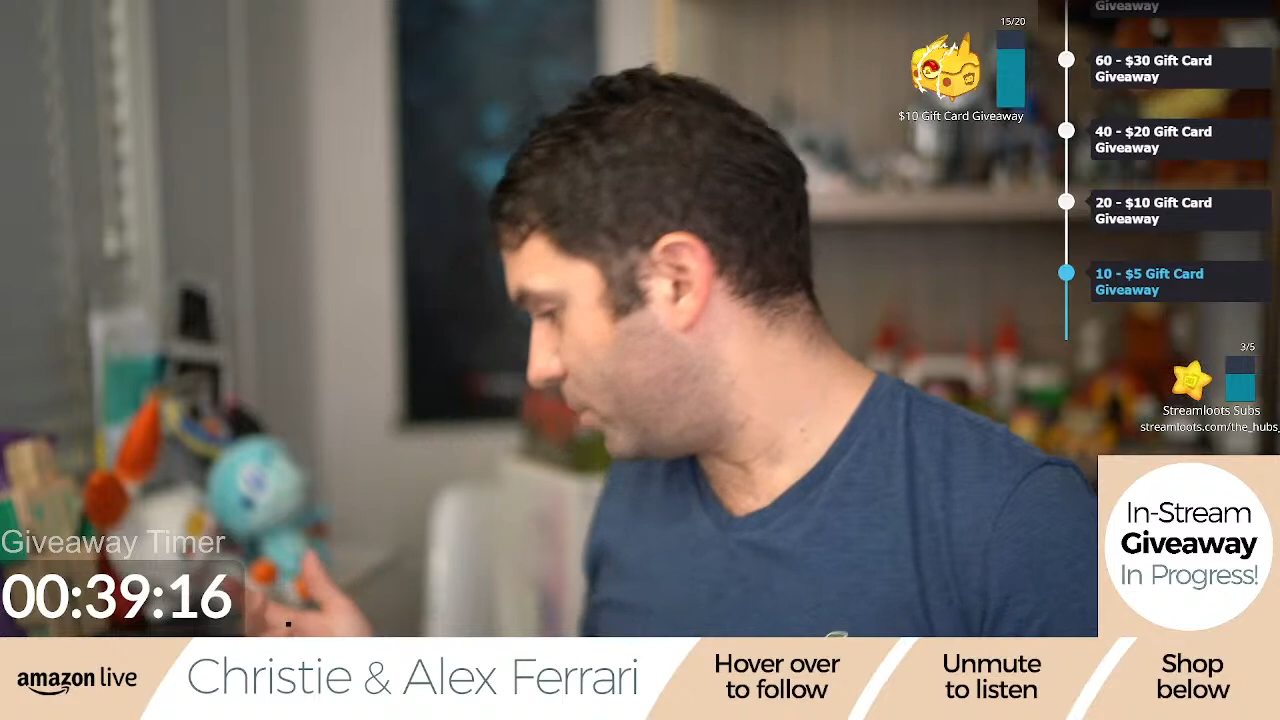 Giveaway
15/20
60 - $30 Gift Card
Giveaway
$10 Gift Card Giveaway
40 - $20 Gift Card
Giveaway
20 - $10 Gift Card
Giveaway
10 - $5 Gift Card
Giveaway
3/5
Streamloots Subs
streamloots.com/the_hubs_
In-Stream
Giveaway
In Progress!
Giveaway Timer
00:39:16
amazon live
Christie & Alex Ferrari
Hover over
to follow
Unmute
to listen
Shop
below